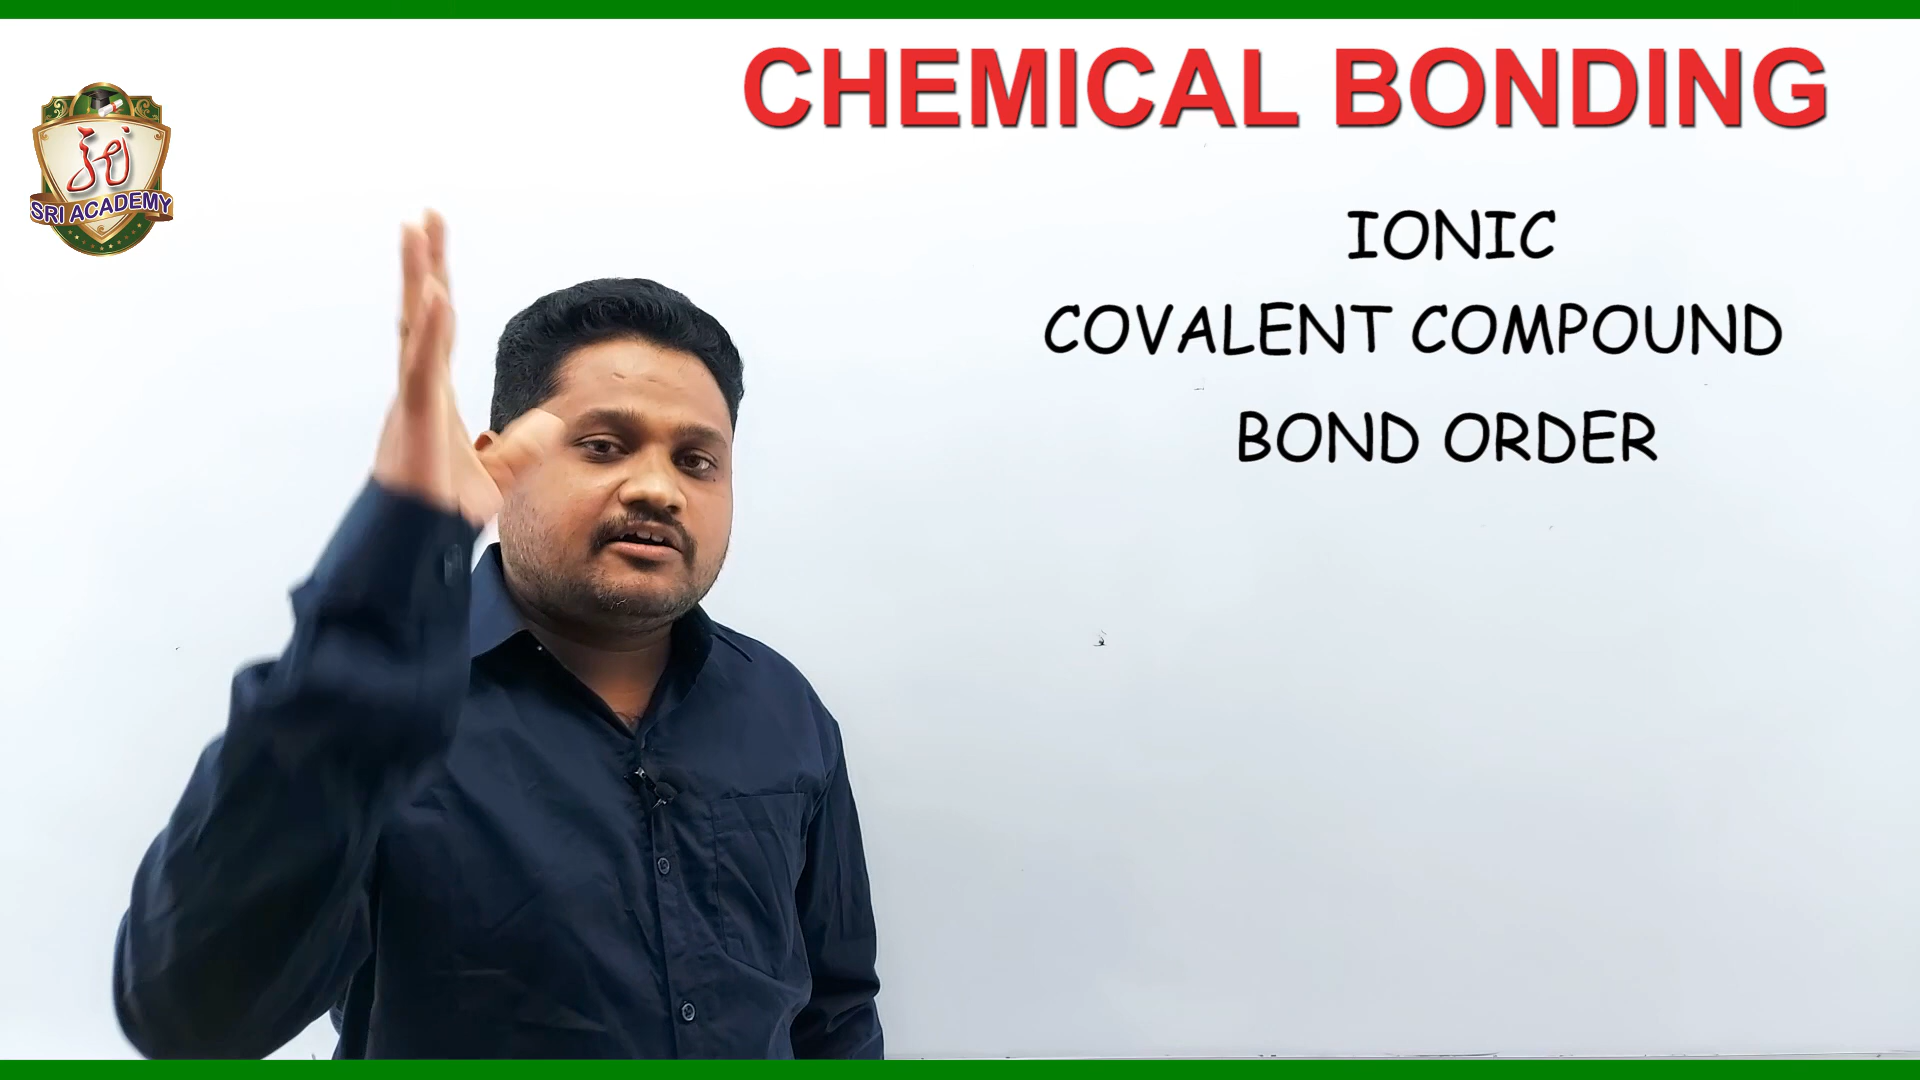 CHEMICAL BONDING
SRI ACADEMY
IONIC
COVALENT COMPOUND
BOND ORDER